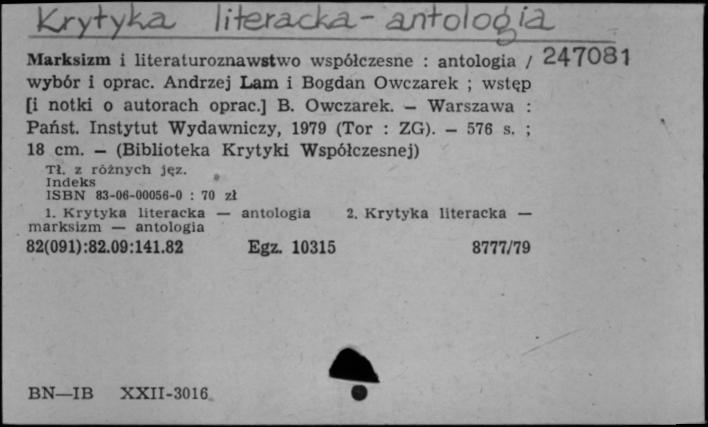 Krytyka literacka - antologia
Marksizm i literaturoznawstwo współczesne : antologia / 247081
wybór i oprac. Andrzej Lam i Bogdan Owczarek ; wstęp
[i notki o autorach oprac.] B. Owczarek. — Warszawa :
Państ. Instytut Wydawniczy, 1979 (Tor : ZG). — 576 s. ;
18 cm. — (Biblioteka Krytyki Współczesnej)
Tł. z różnych jęz.
Indeks
ISBN 83-06-00056-0 : 70 zł
1. Krytyka literacka — antologia 2. Krytyka literacka —
marksizm — antologia
82(091):82.09:141.82 Egz. 10315 8777/79
BN—IB XXII-3016